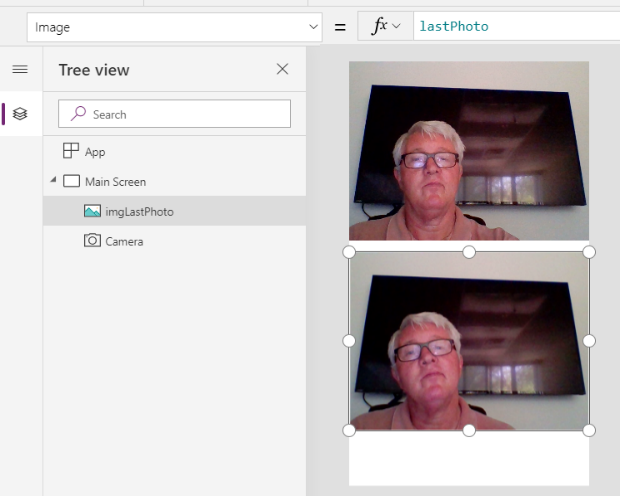 Image = fx lastPhoto
Tree view
Search
App
Main Screen
imgLastPhoto
Camera